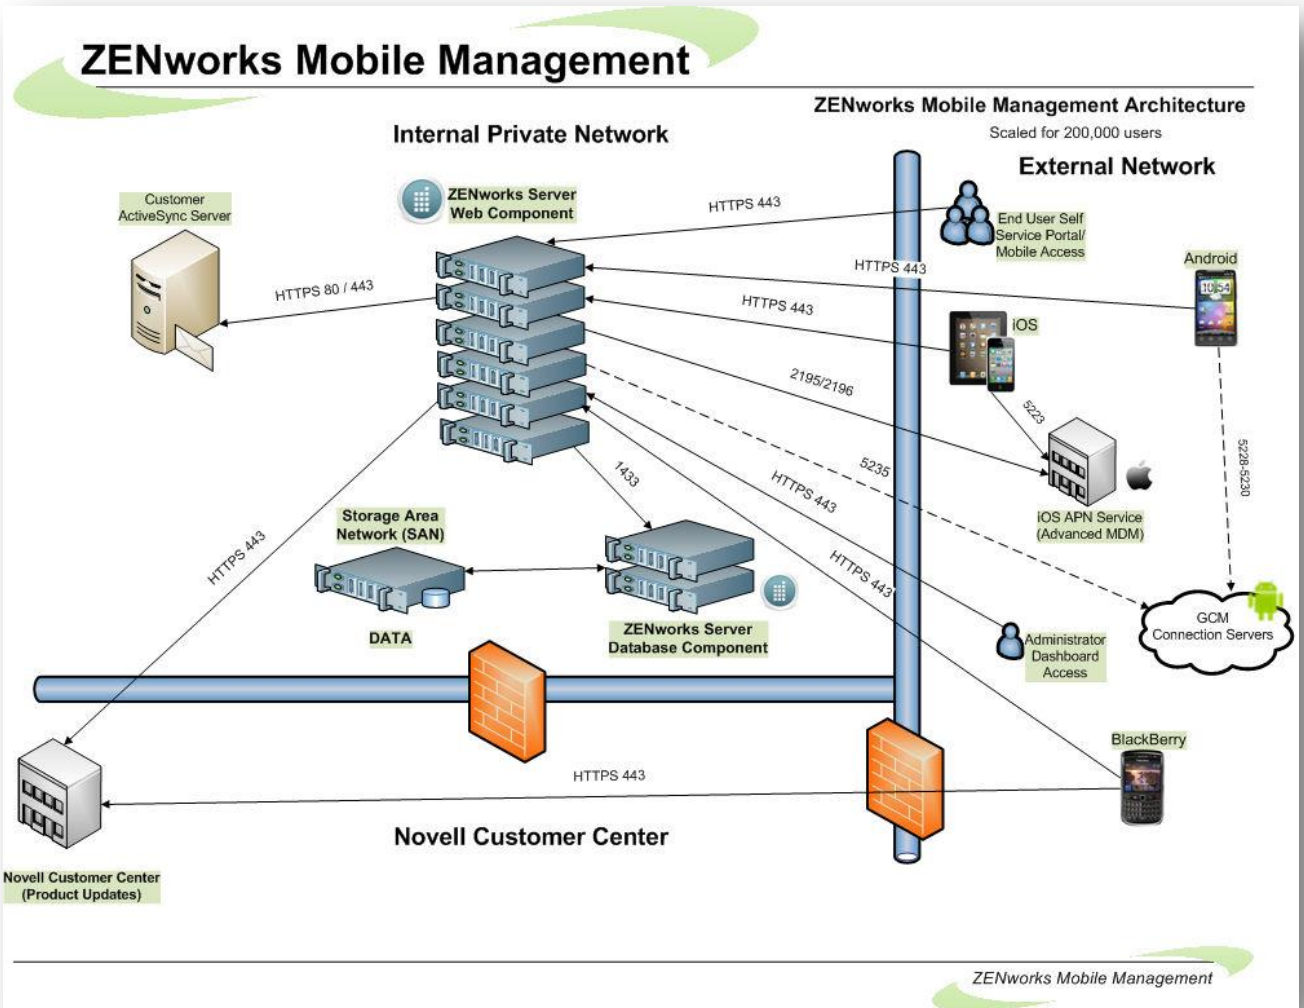 ZENworks Mobile Management
ZENworks Mobile Management Architecture
Scaled for 200,000 users
Internal Private Network
External Network
Customer
ActiveSync Server
ZENworks Server
Web Component
HTTPS 443
End User Self
Service Portal/
Mobile Access
HTTPS 443
Android
10:54
HTTPS 80 / 443
HTTPS 443
iOS
2195/2196
5223
5228-5230
5235
1433
HTTPS 443
iOS APN Service
(Advanced MDM)
Storage Area
Network (SAN)
HTTPS 443
HTTPS 443
DATA
ZENworks Server
Database Component
GCM
Connection Servers
Administrator
Dashboard
Access
BlackBerry
HTTPS 443
Novell Customer Center
Novell Customer Center
(Product Updates)
ZENworks Mobile Management